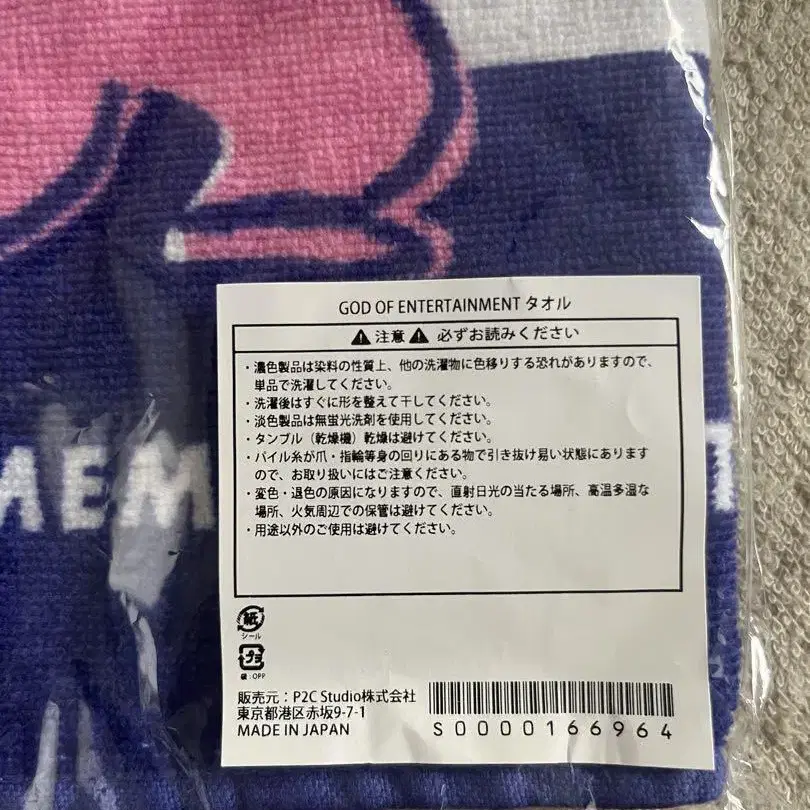 GOD OF ENTERTAINMENT タオル
⚠注意⚠ 必ずお読みください
・濃色製品は染料の性質上、他の洗濯物に色移りする恐れがありますので、
単品で洗濯してください。
・洗濯後はすぐに形を整えて干してください。
・淡色製品は無蛍光洗剤を使用してください。
・タンブル（乾燥機）乾燥は避けてください。
・パイル糸が爪・指輪等身の回りにある物で引き抜け易い状態にあります
ので、お取り扱いにはご注意ください。
・変色・退色の原因になりますので、直射日光の当たる場所、高温多湿な
場所、火気周辺での保管は避けてください。
・用途以外のご使用は避けてください。
紙
シール
プラ
袋：OPP
販売元：P2C Studio株式会社
東京都港区赤坂9-7-1
MADE IN JAPAN
S0000166964